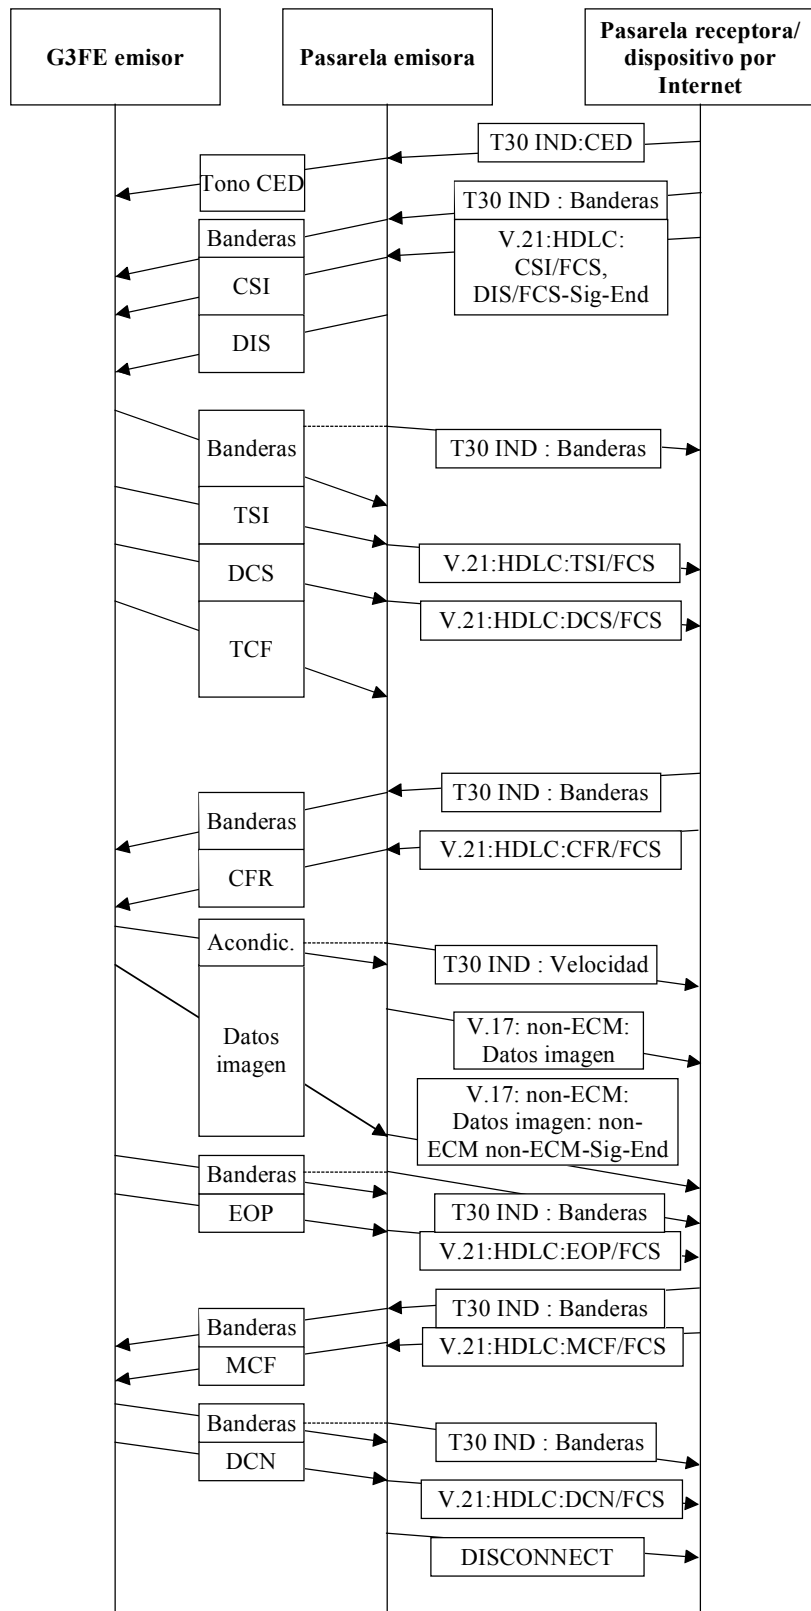 G3FE emisor
Pasarela emisora
Pasarela receptora/
dispositivo por
Internet
T30 IND:CED
Tono CED
T30 IND : Banderas
Banderas
V.21:HDLC:
CSI/FCS,
DIS/FCS-Sig-End
CSI
DIS
Banderas
T30 IND : Banderas
TSI
V.21:HDLC:TSI/FCS
DCS
V.21:HDLC:DCS/FCS
TCF
T30 IND : Banderas
Banderas
V.21:HDLC:CFR/FCS
CFR
Acondic.
T30 IND : Velocidad
Datos
imagen
V.17: non-ECM:
Datos imagen
V.17: non-ECM:
Datos imagen: non-
ECM non-ECM-Sig-End
Banderas
T30 IND : Banderas
EOP
V.21:HDLC:EOP/FCS
T30 IND : Banderas
Banderas
V.21:HDLC:MCF/FCS
MCF
Banderas
T30 IND : Banderas
DCN
V.21:HDLC:DCN/FCS
DISCONNECT